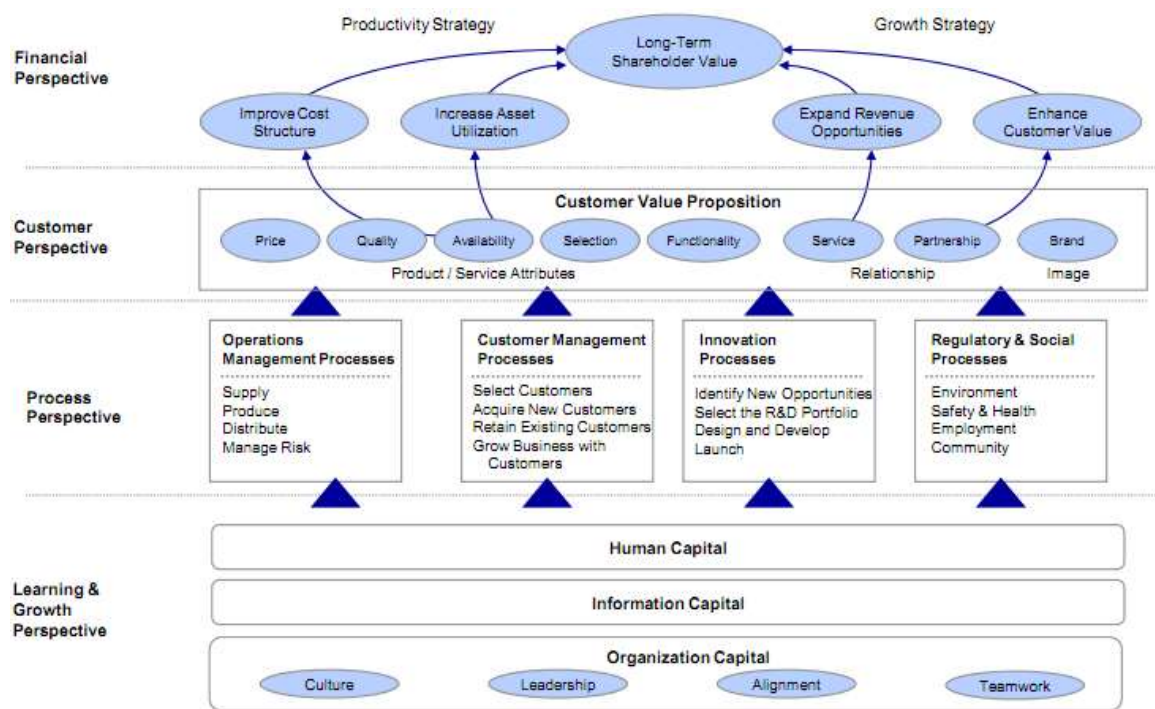 Productivity Strategy
Growth Strategy
Financial
Perspective
Long-Term
Shareholder Value
Improve Cost
Structure
Increase Asset
Utilization
Expand Revenue
Opportunities
Enhance
Customer Value
Customer
Perspective
Customer Value Proposition
Price
Quality
Availability
Selection
Functionality
Service
Partnership
Brand
Product / Service Attributes
Relationship
Image
Process
Perspective
Operations
Management Processes
Supply
Produce
Distribute
Manage Risk
Customer Management
Processes
Select Customers
Acquire New Customers
Retain Existing Customers
Grow Business with
Customers
Innovation
Processes
Identify New Opportunities
Select the R&D Portfolio
Design and Develop
Launch
Regulatory & Social
Processes
Environment
Safety & Health
Employment
Community
Learning &
Growth
Perspective
Human Capital
Information Capital
Organization Capital
Culture
Leadership
Alignment
Teamwork